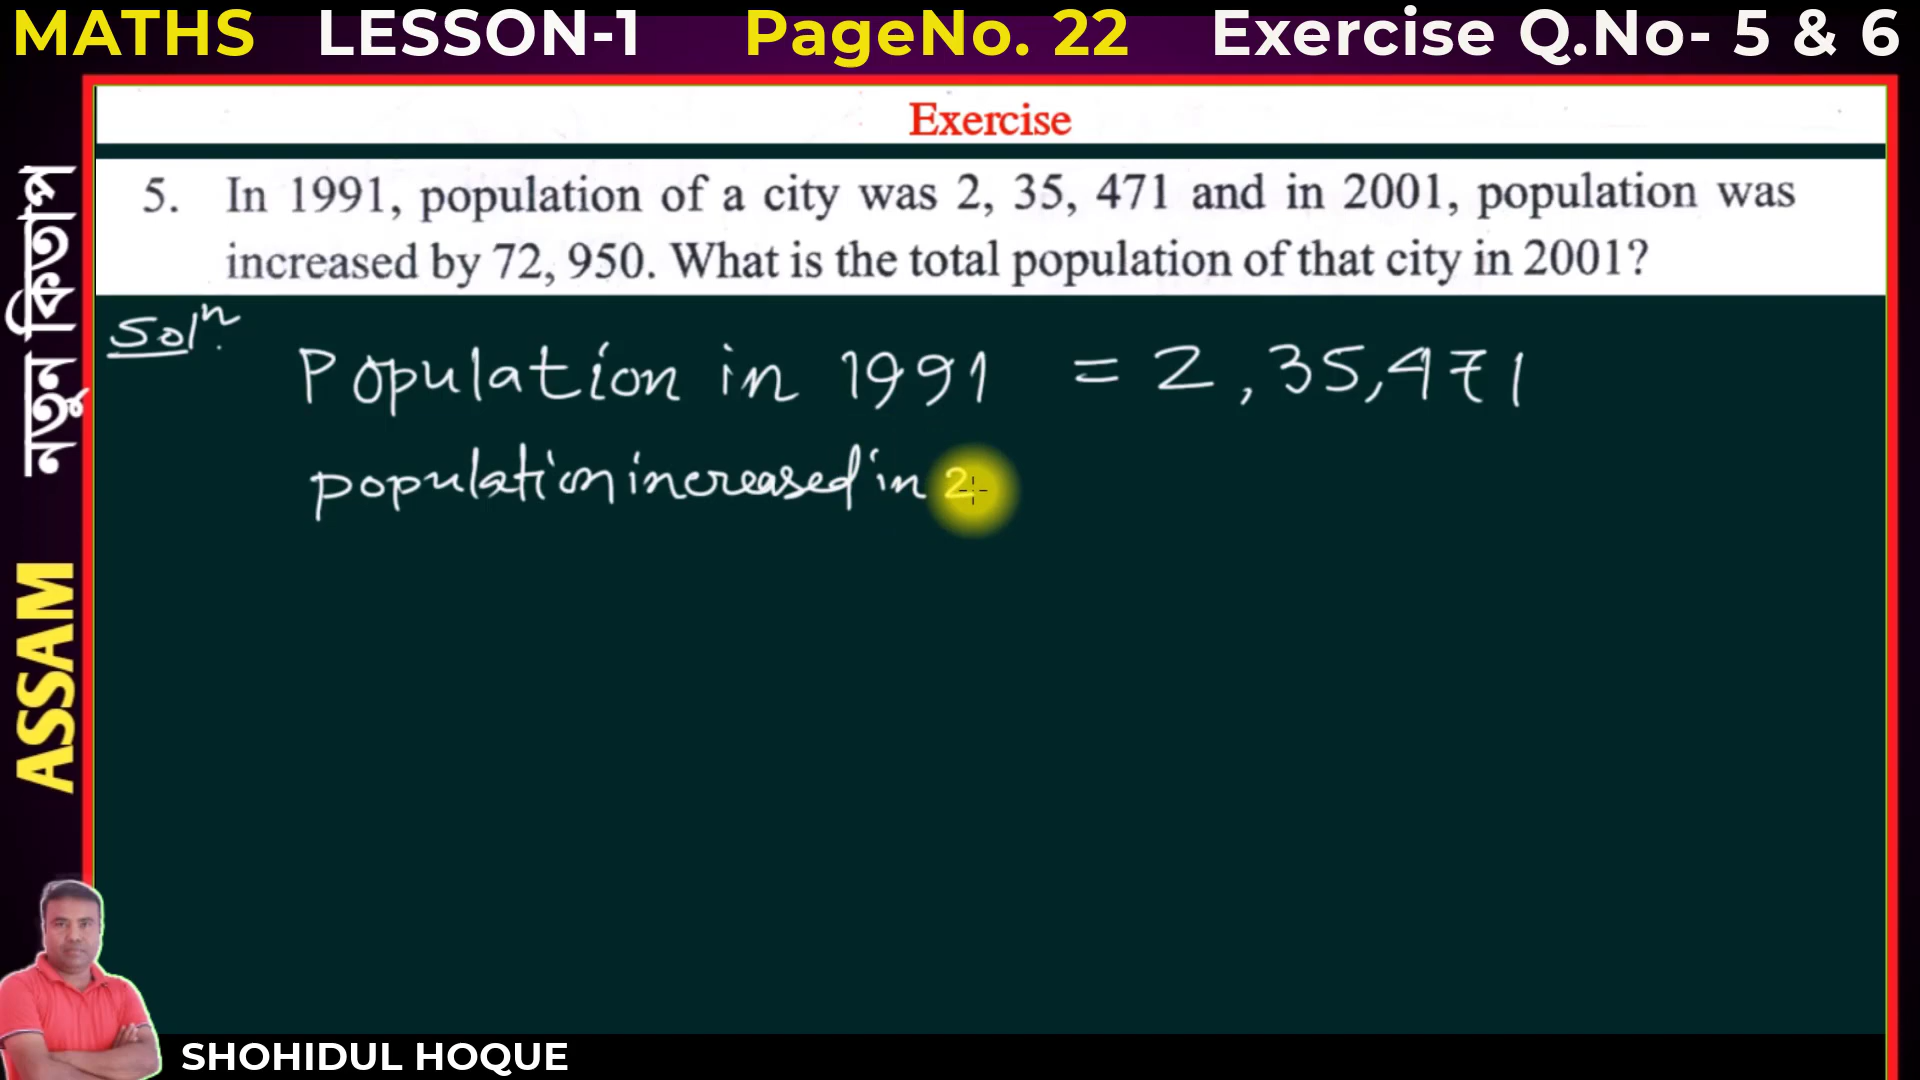 MATHS LESSON-1 PageNo. 22 Exercise Q.No- 5 & 6
Exercise
5. In 1991, population of a city was 2, 35, 471 and in 2001, population was
increased by 72, 950. What is the total population of that city in 2001?
Solⁿ.
Population in 1991 = 2,35,471
population increased in 2
নতুন কিতাপ
ASSAM
SHOHIDUL HOQUE